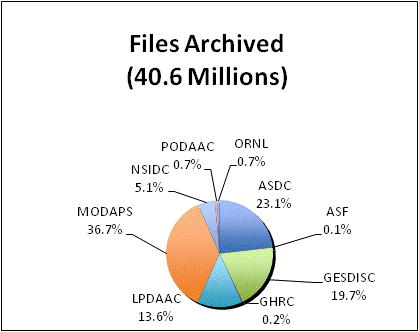 Files Archived
(40.6 Millions)
ORNL
0.7%
PODAAC
0.7%
NSIDC
5.1%
ASDC
23.1%
MODAPS
36.7%
ASF
0.1%
GESDISC
19.7%
LPDAAC
13.6%
GHRC
0.2%